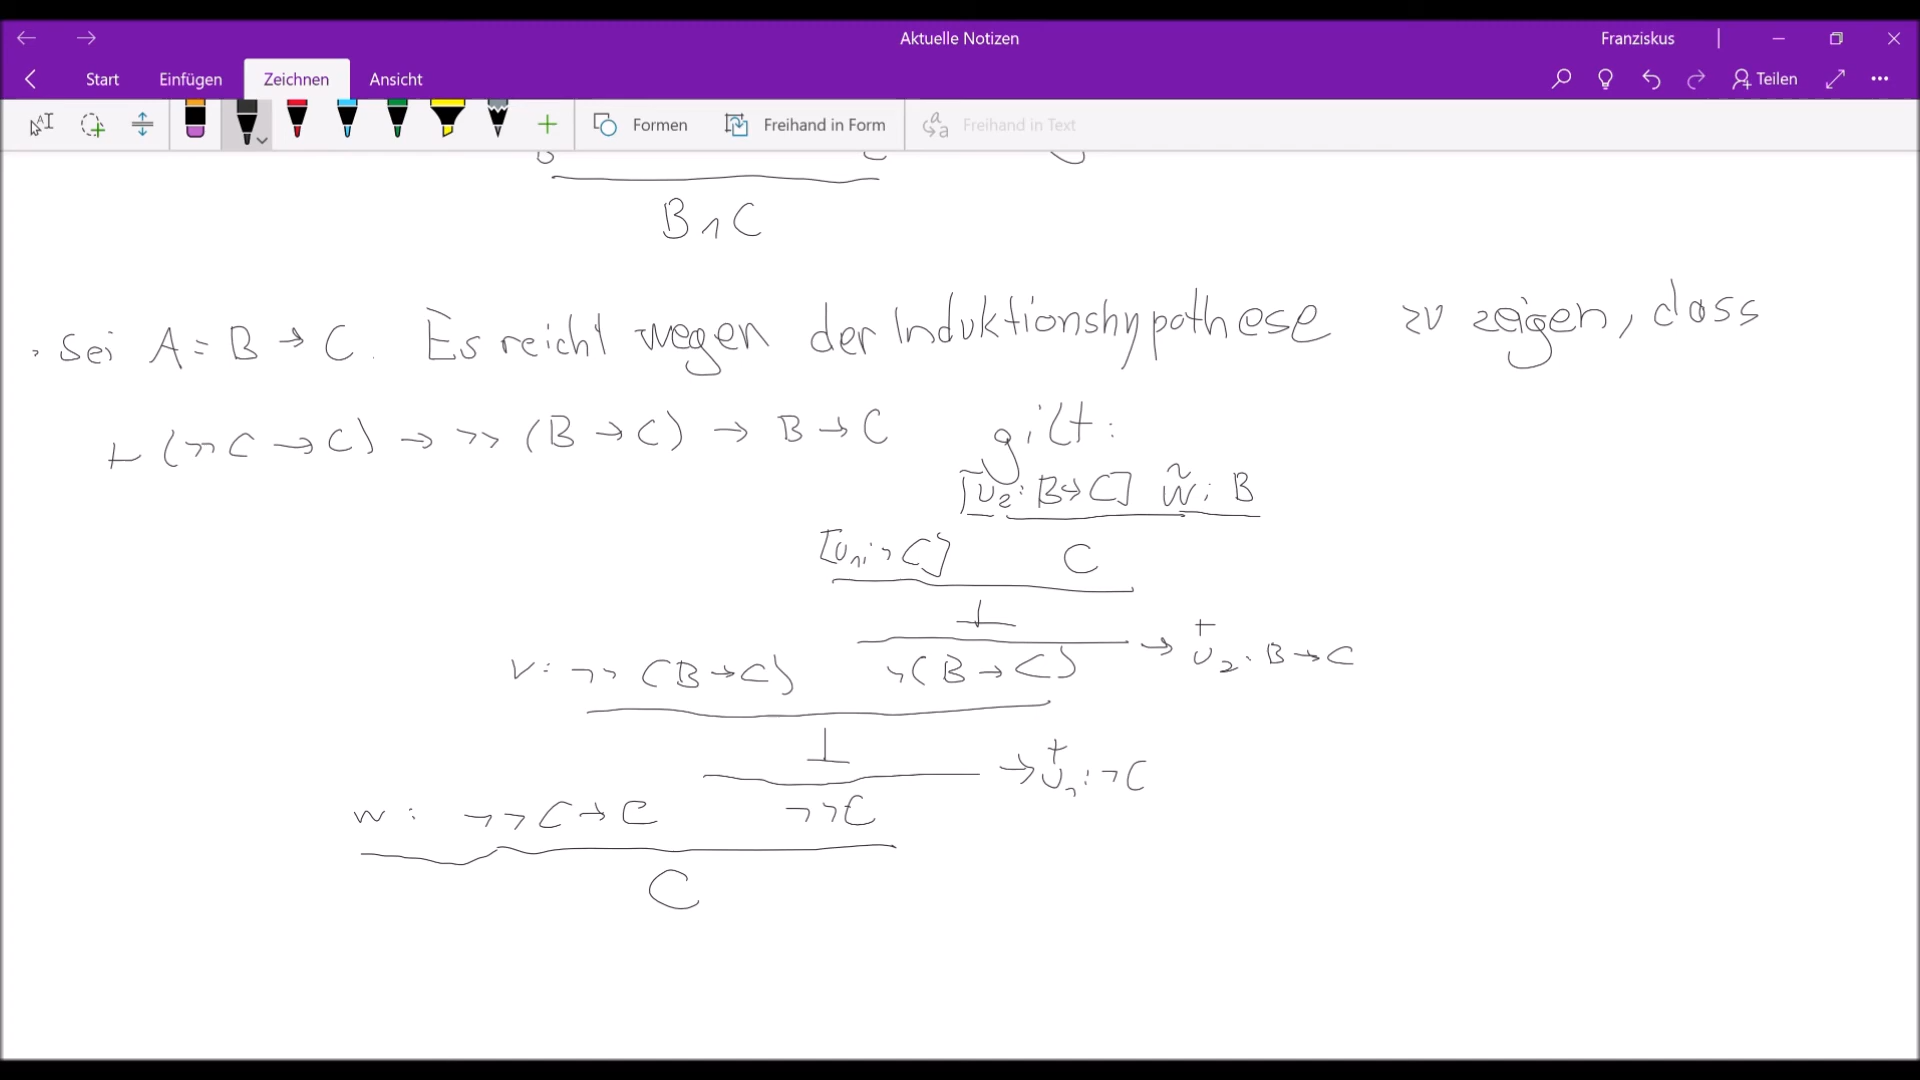 Aktuelle Notizen
Franziskus
Start Einfügen Zeichnen Ansicht
Teilen
Formen Freihand in Form Freihand in Text
B ∧ C
• Sei A = B → C. Es reicht wegen der Induktionshypothese zu zeigen, dass
⊢ (¬¬C → C) → ¬¬(B → C) → B → C gilt:
[u₂: B→C] w̃: B
[u₁: ¬C] C
⊥
v: ¬¬(B→C) ¬(B→C) →⁺ u₂: B→C
⊥
→⁺ u₁: ¬C
w: ¬¬C→C ¬¬C
C